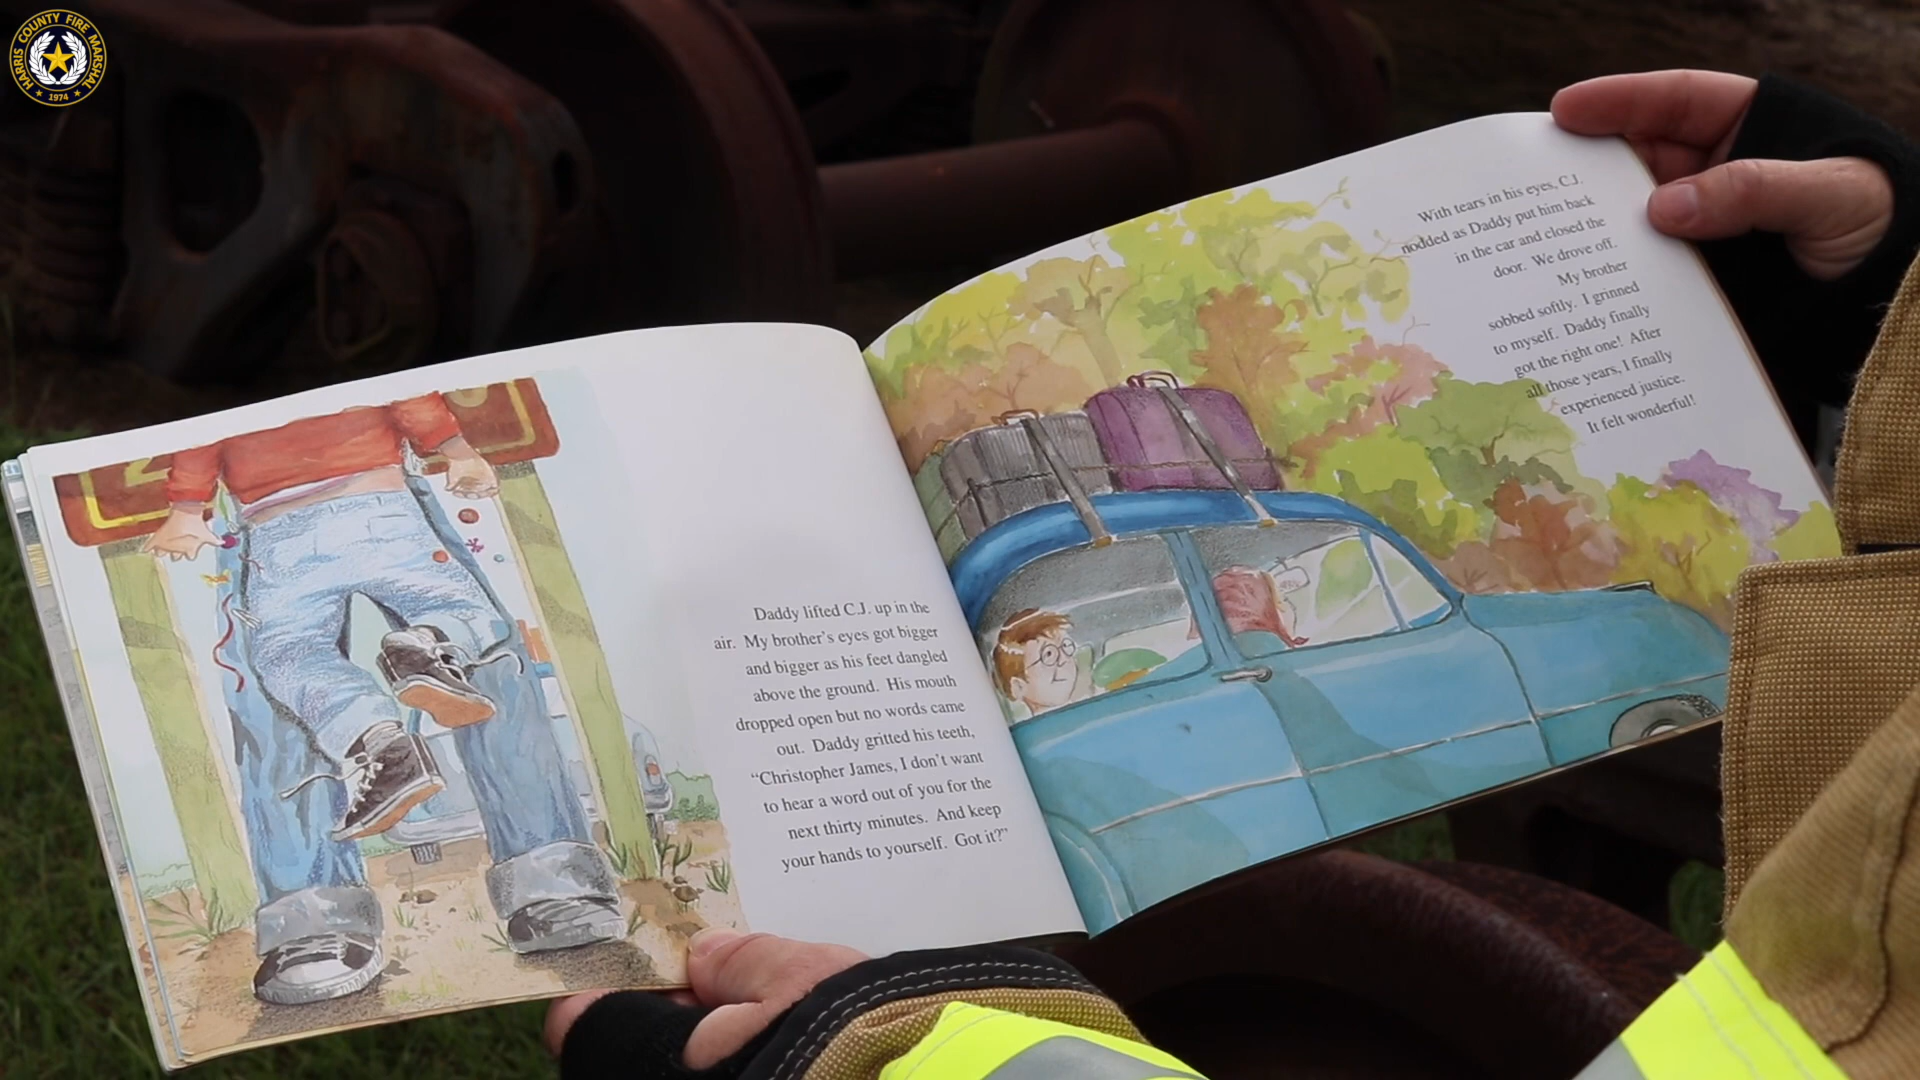 HARRIS COUNTY FIRE MARSHAL
1974
Daddy lifted C.J. up in the
air. My brother's eyes got bigger
and bigger as his feet dangled
above the ground. His mouth
dropped open but no words came
out. Daddy gritted his teeth,
“Christopher James, I don't want
to hear a word out of you for the
next thirty minutes. And keep
your hands to yourself. Got it?”
With tears in his eyes, C.J.
nodded as Daddy put him back
in the car and closed the
door. We drove off.
My brother
sobbed softly. I grinned
to myself. Daddy finally
got the right one! After
all those years, I finally
experienced justice.
It felt wonderful!